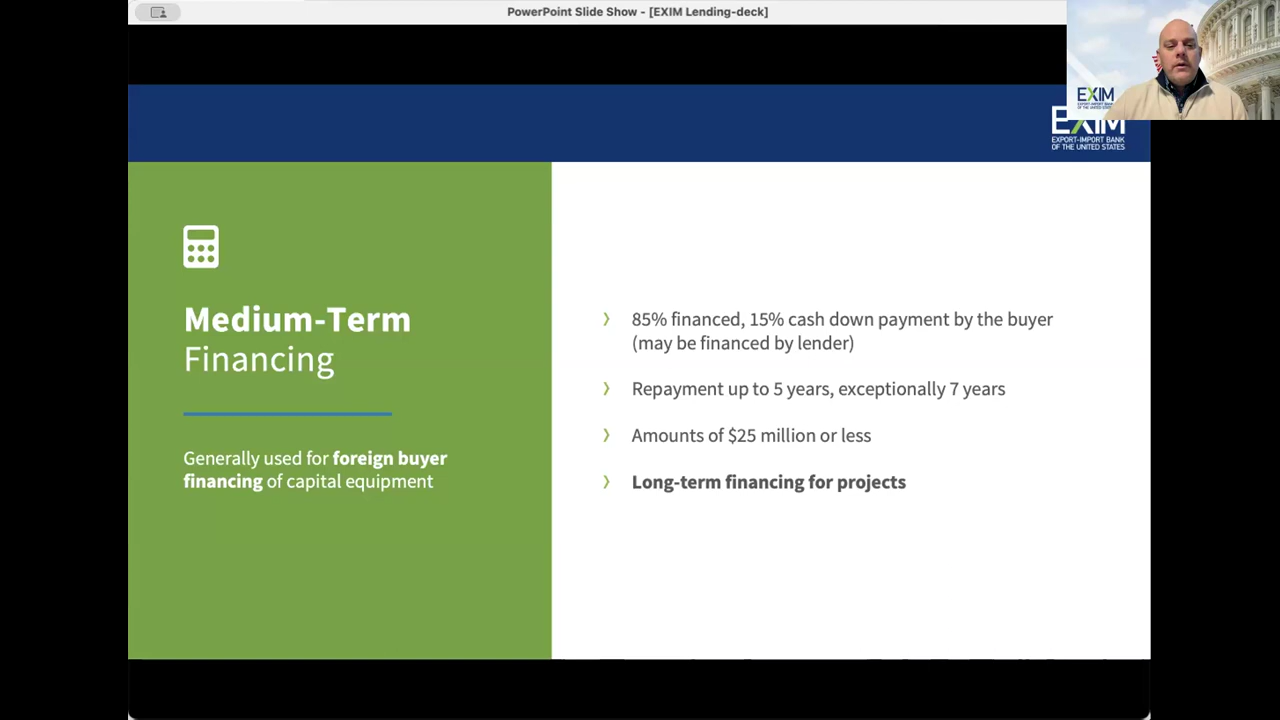 PowerPoint Slide Show - [EXIM Lending-deck]
EXIM
EXPORT-IMPORT BANK
OF THE UNITED STATES
EXIM
EXPORT-IMPORT BANK
OF THE UNITED STATES
Medium-Term
Financing
Generally used for foreign buyer
financing of capital equipment
› 85% financed, 15% cash down payment by the buyer
(may be financed by lender)
› Repayment up to 5 years, exceptionally 7 years
› Amounts of $25 million or less
› Long-term financing for projects